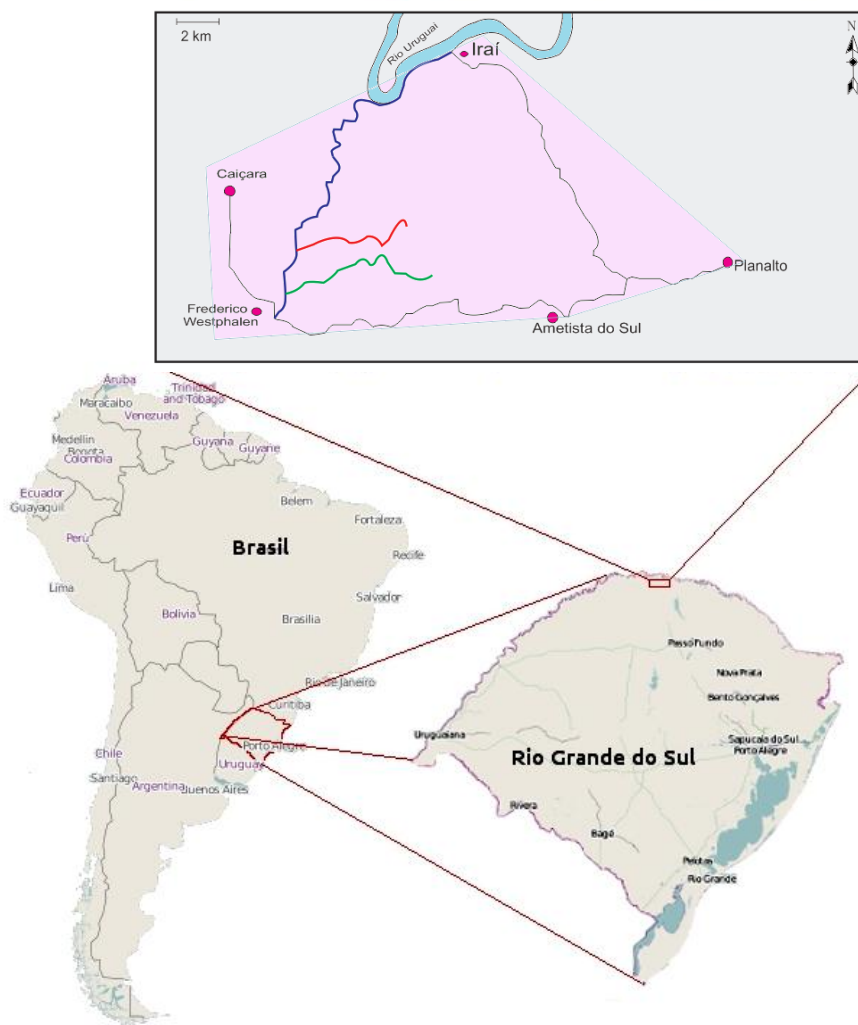 2 km
N
Rio Uruguai
Iraí
Caiçara
Planalto
Frederico
Westphalen
Ametista do Sul
Aruba
Trinidad
and Tobago
Maracaibo
Venezuela
Medellin
Bogota
Colombia
Guyana
Guyane
Ecuador
Guayaquil
Belem
Fortaleza
Perú
Brasil
Recife
Lima
Salvador
Bolivia
Brasilia
Rio de Janeiro
Curitiba
Chile
Porto Alegre
Uruguay
Santiago
Argentina
Buenos Aires
Passo Fundo
Nova Prata
Bento Gonçalves
Uruguaiana
Sapucaia do Sul
Porto Alegre
Rio Grande do Sul
Rivera
Bagé
Pelotas
Rio Grande